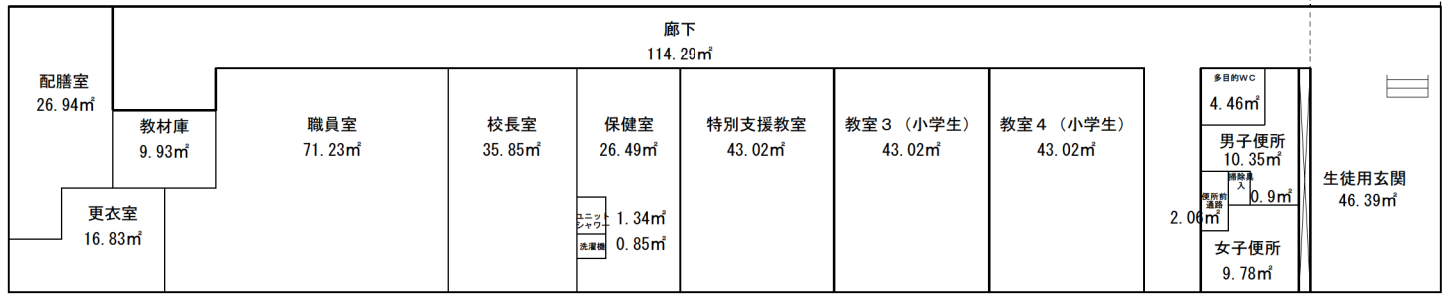 廊下
114.29㎡
配膳室
26.94㎡
教材庫
9.93㎡
更衣室
16.83㎡
職員室
71.23㎡
校長室
35.85㎡
保健室
26.49㎡
ユニット
シャワー
1.34㎡
洗濯機
0.85㎡
特別支援教室
43.02㎡
教室３（小学生）
43.02㎡
教室４（小学生）
43.02㎡
多目的ＷＣ
4.46㎡
男子便所
10.35㎡
掃除具
入
0.9㎡
便所前
通路
2.06㎡
女子便所
9.78㎡
生徒用玄関
46.39㎡